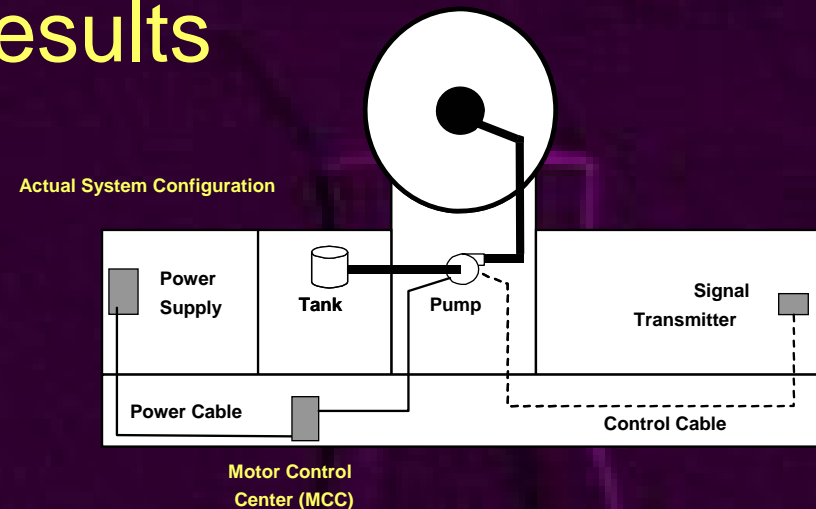 esults
Actual System Configuration
Power
Supply
Tank
Pump
Signal
Transmitter
Power Cable
Control Cable
Motor Control
Center (MCC)